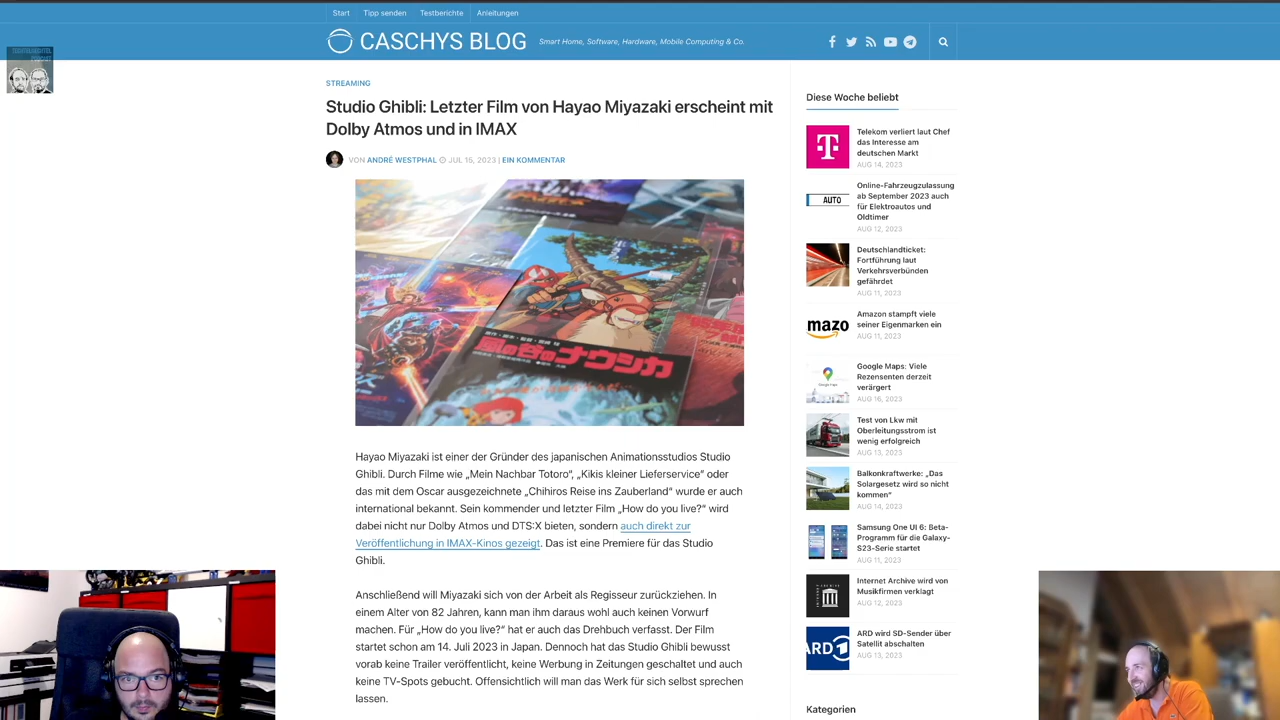 Start
Tipp senden
Testberichte
Anleitungen
CASCHYS BLOG
Smart Home, Software, Hardware, Mobile Computing & Co.
PODCAST
STREAMING
Studio Ghibli: Letzter Film von Hayao Miyazaki erscheint mit
Dolby Atmos und in IMAX
VON ANDRÉ WESTPHAL JUL 15, 2023 | EIN KOMMENTAR
風の谷のナウシカ
Hayao Miyazaki ist einer der Gründer des japanischen Animationsstudios Studio
Ghibli. Durch Filme wie „Mein Nachbar Totoro“, „Kikis kleiner Lieferservice“ oder
das mit dem Oscar ausgezeichnete „Chihiros Reise ins Zauberland“ wurde er auch
international bekannt. Sein kommender und letzter Film „How do you live?“ wird
dabei nicht nur Dolby Atmos und DTS:X bieten, sondern auch direkt zur
Veröffentlichung in IMAX-Kinos gezeigt. Das ist eine Premiere für das Studio
Ghibli.
Anschließend will Miyazaki sich von der Arbeit als Regisseur zurückziehen. In
einem Alter von 82 Jahren, kann man ihm daraus wohl auch keinen Vorwurf
machen. Für „How do you live?“ hat er auch das Drehbuch verfasst. Der Film
startet schon am 14. Juli 2023 in Japan. Dennoch hat das Studio Ghibli bewusst
vorab keine Trailer veröffentlicht, keine Werbung in Zeitungen geschaltet und auch
keine TV-Spots gebucht. Offensichtlich will man das Werk für sich selbst sprechen
lassen.
Diese Woche beliebt
T
Telekom verliert laut Chef
das Interesse am
deutschen Markt
AUG 14, 2023
AUTO
Online-Fahrzeugzulassung
ab September 2023 auch
für Elektroautos und
Oldtimer
AUG 12, 2023
Deutschlandticket:
Fortführung laut
Verkehrsverbünden
gefährdet
AUG 11, 2023
mazo
Amazon stampft viele
seiner Eigenmarken ein
AUG 11, 2023
Google Maps
Google Maps: Viele
Rezensenten derzeit
verärgert
AUG 16, 2023
Test von Lkw mit
Oberleitungsstrom ist
wenig erfolgreich
AUG 13, 2023
Balkonkraftwerke: „Das
Solargesetz wird so nicht
kommen“
AUG 14, 2023
Samsung One UI 6: Beta-
Programm für die Galaxy-
S23-Serie startet
AUG 11, 2023
Internet Archive wird von
Musikfirmen verklagt
AUG 12, 2023
ARD 1
ARD wird SD-Sender über
Satellit abschalten
AUG 13, 2023
Kategorien